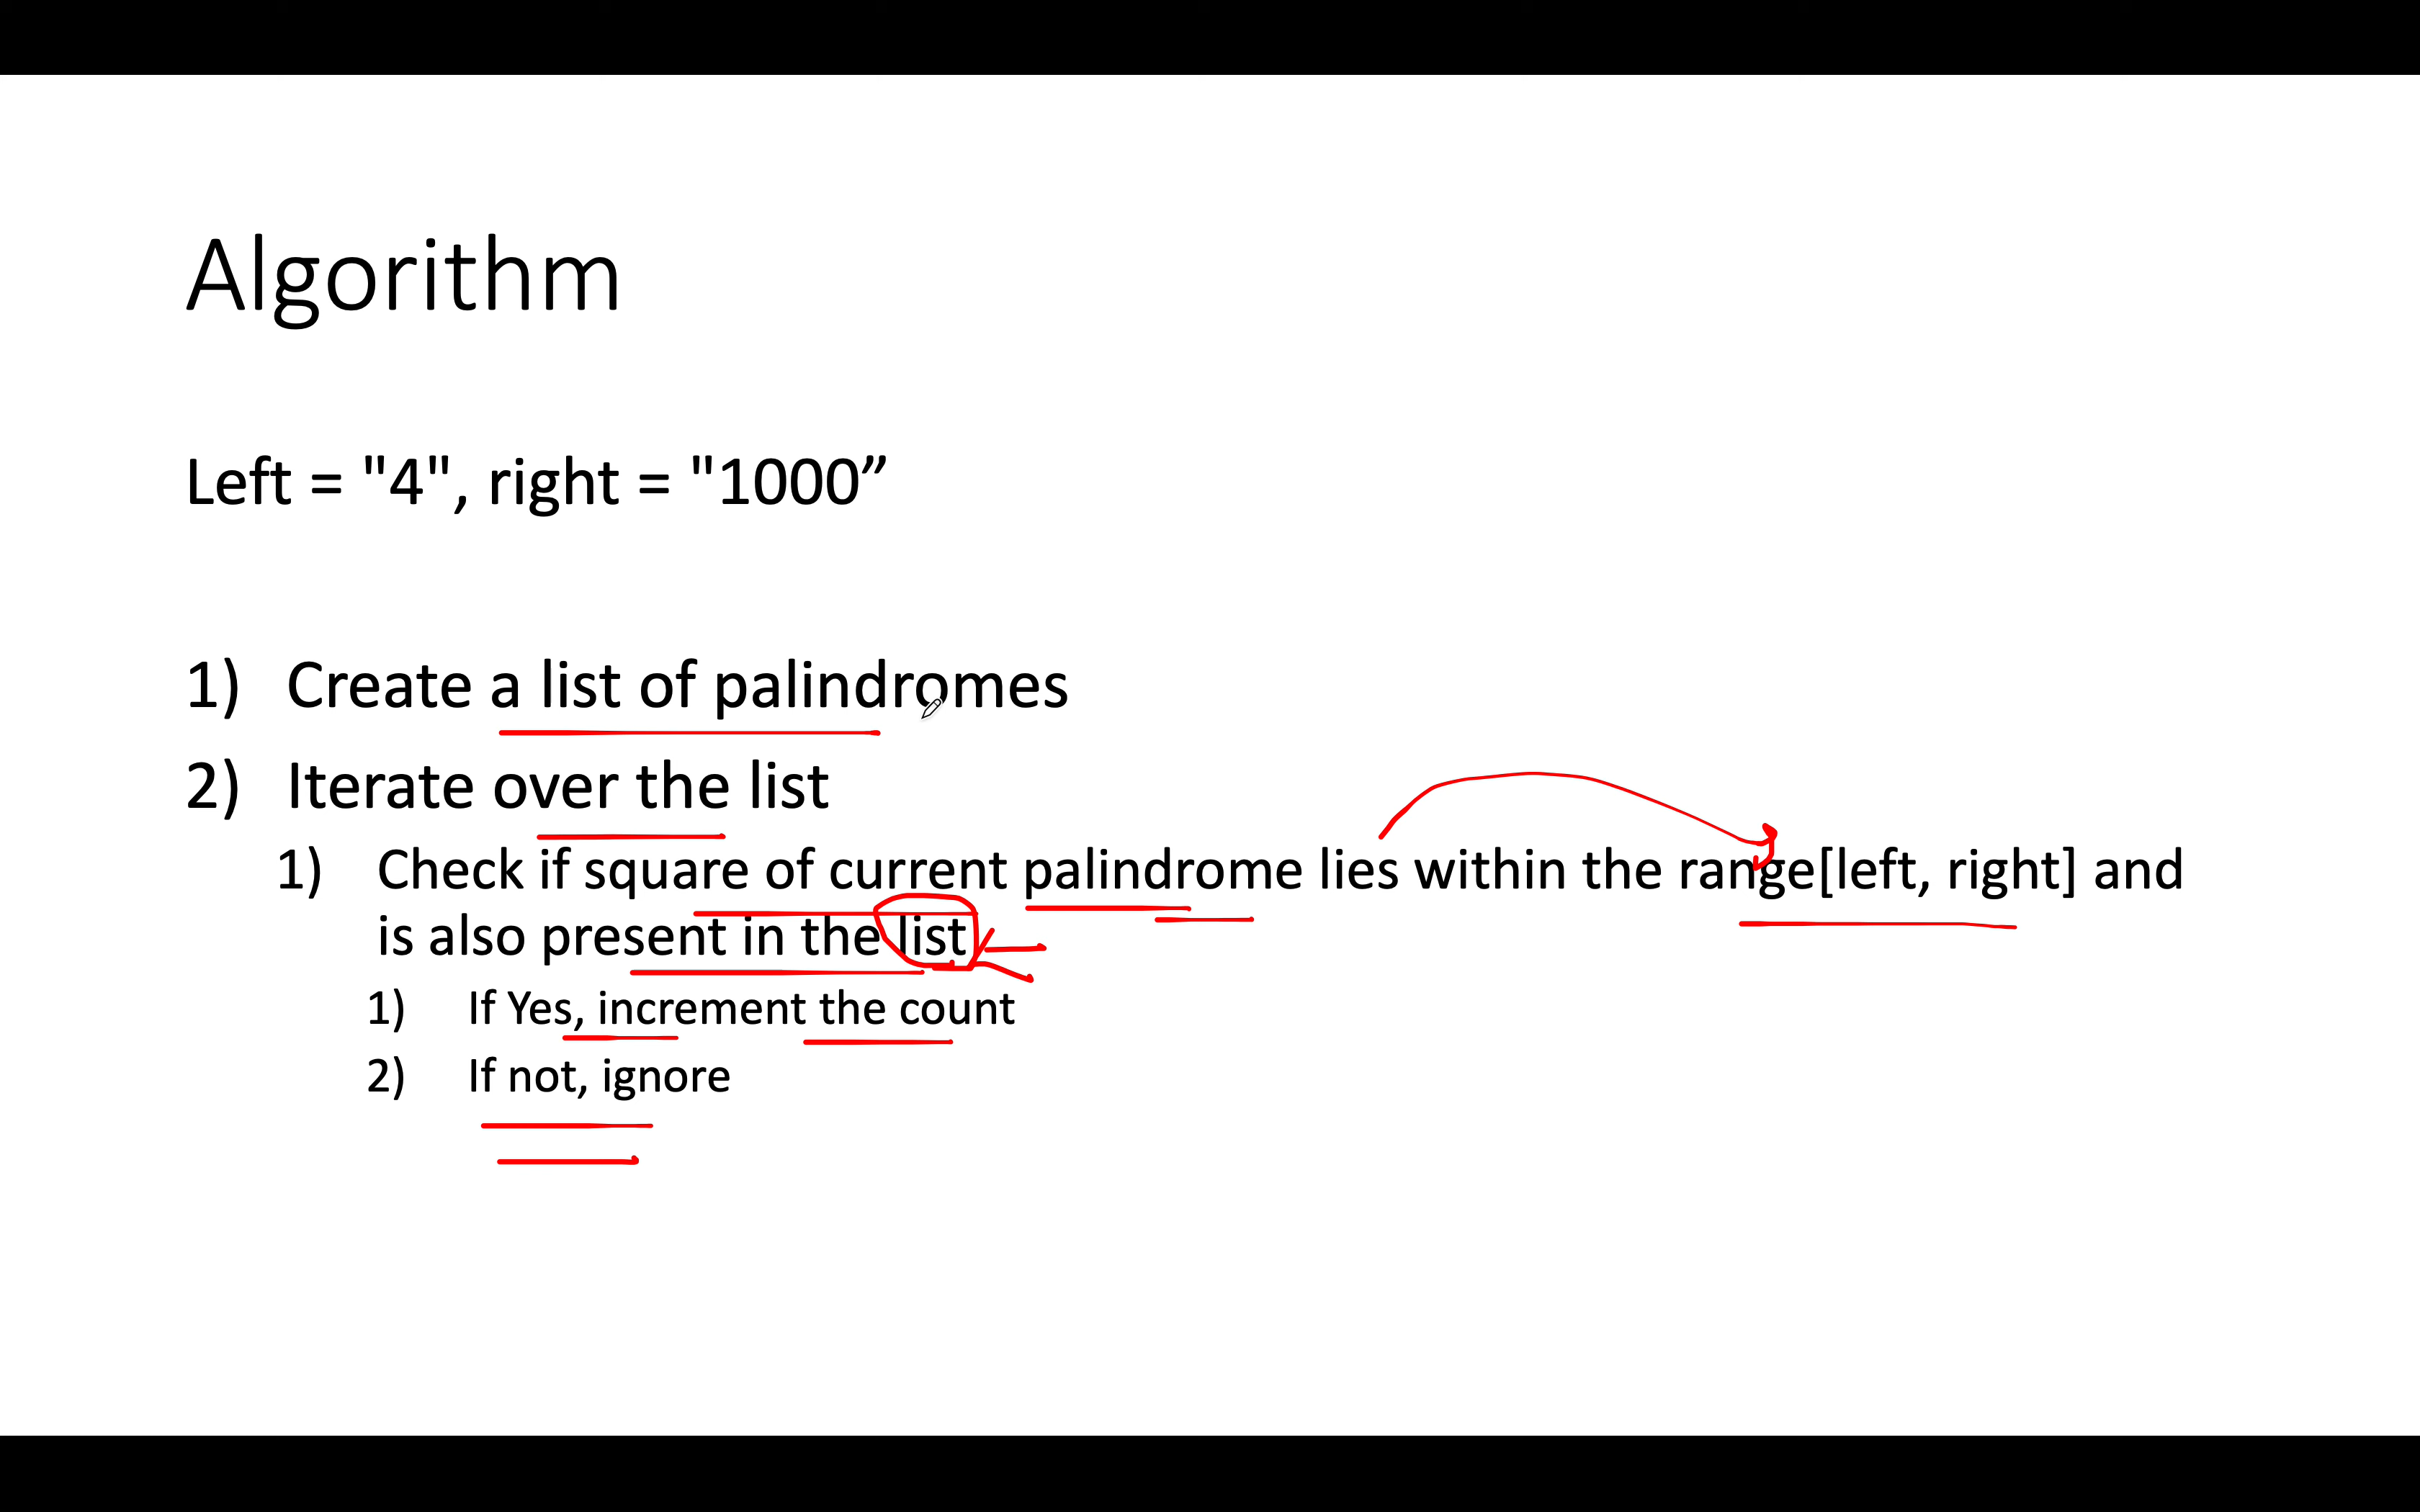 Algorithm
Left = "4", right = "1000”
1) Create a list of palindromes
2) Iterate over the list
1) Check if square of current palindrome lies within the range[left, right] and
is also present in the list
1) If Yes, increment the count
2) If not, ignore